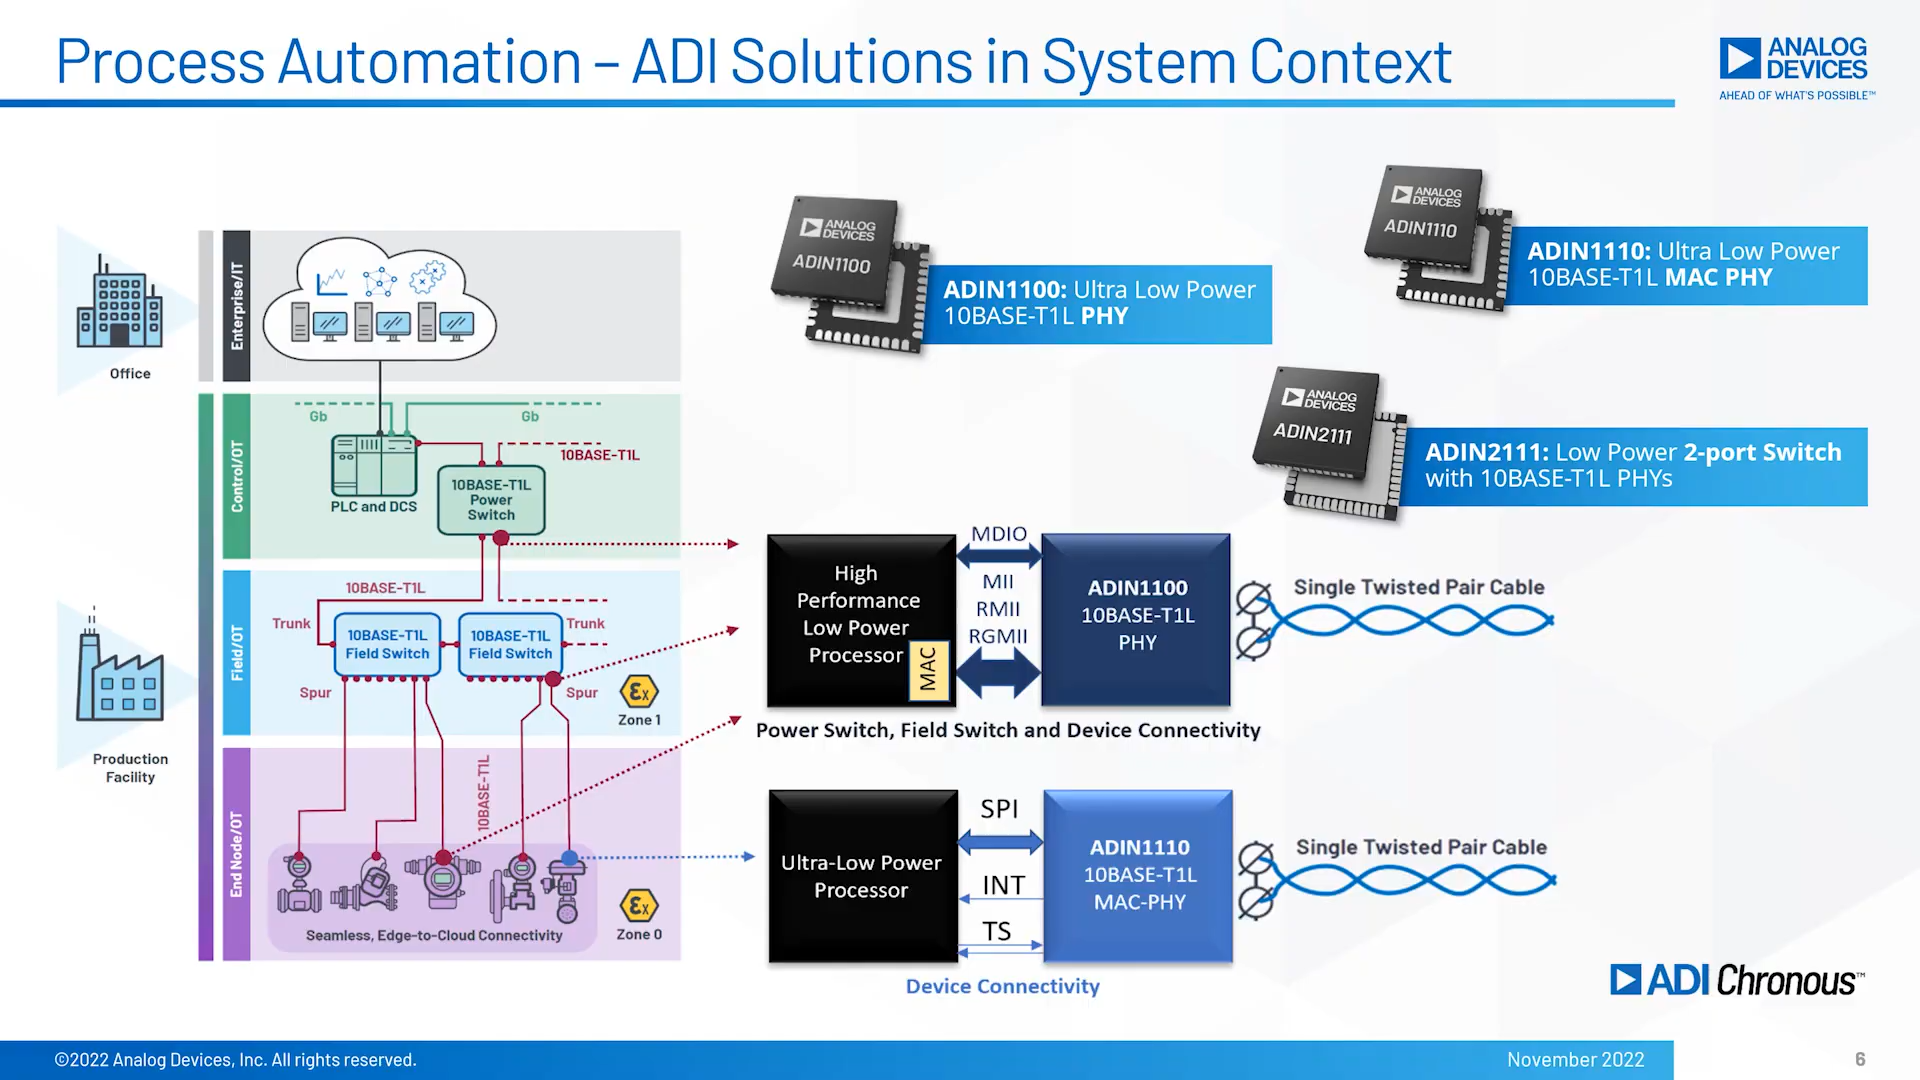 Process Automation – ADI Solutions in System Context
ANALOG
DEVICES
AHEAD OF WHAT'S POSSIBLE™
Office
Production
Facility
Enterprise/IT
Control/OT
Gb
Gb
10BASE-T1L
PLC and DCS
10BASE-T1L
Power
Switch
Field/OT
10BASE-T1L
Trunk
10BASE-T1L
Field Switch
10BASE-T1L
Field Switch
Trunk
Spur
Spur
Ex
Zone 1
End Node/OT
10BASE-T1L
Seamless, Edge-to-Cloud Connectivity
Ex
Zone 0
ANALOG
DEVICES
ADIN1100
ADIN1100: Ultra Low Power
10BASE-T1L PHY
ANALOG
DEVICES
ADIN1110
ADIN1110: Ultra Low Power
10BASE-T1L MAC PHY
ANALOG
DEVICES
ADIN2111
ADIN2111: Low Power 2-port Switch
with 10BASE-T1L PHYs
High
Performance
Low Power
Processor
MAC
MDIO
MII
RMII
RGMII
ADIN1100
10BASE-T1L
PHY
Single Twisted Pair Cable
Power Switch, Field Switch and Device Connectivity
Ultra-Low Power
Processor
SPI
INT
TS
ADIN1110
10BASE-T1L
MAC-PHY
Single Twisted Pair Cable
Device Connectivity
ADI Chronous™
©2022 Analog Devices, Inc. All rights reserved.
November 2022
6